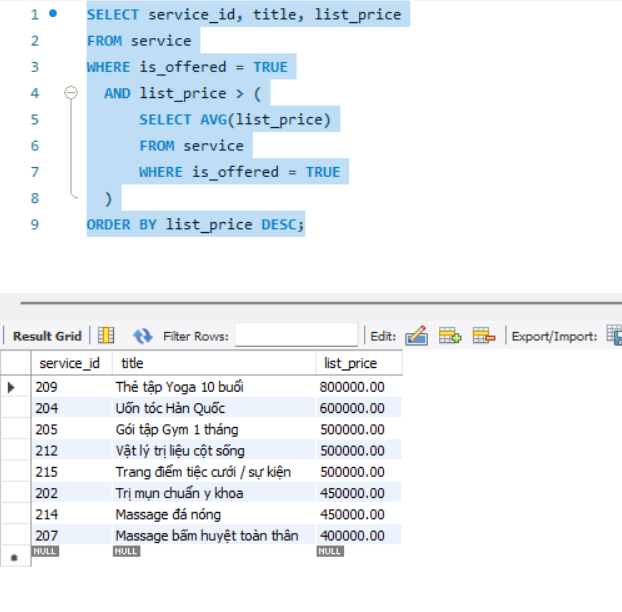 1 SELECT service_id, title, list_price
2 FROM service
3 WHERE is_offered = TRUE
4 AND list_price > (
5 SELECT AVG(list_price)
6 FROM service
7 WHERE is_offered = TRUE
8 )
9 ORDER BY list_price DESC;
Result Grid Filter Rows: Edit: Export/Import:
service_id title list_price
209 Thẻ tập Yoga 10 buổi 800000.00
204 Uốn tóc Hàn Quốc 600000.00
205 Gói tập Gym 1 tháng 500000.00
212 Vật lý trị liệu cột sống 500000.00
215 Trang điểm tiệc cưới / sự kiện 500000.00
202 Trị mụn chuẩn y khoa 450000.00
214 Massage đá nóng 450000.00
207 Massage bấm huyệt toàn thân 400000.00
NULL NULL NULL